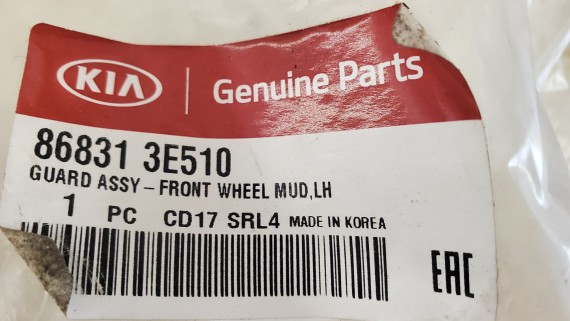 KIA Genuine Parts
86831 3E510
GUARD ASSY-FRONT WHEEL MUD,LH
1 PC CD17 SRL4 MADE IN KOREA
EAC